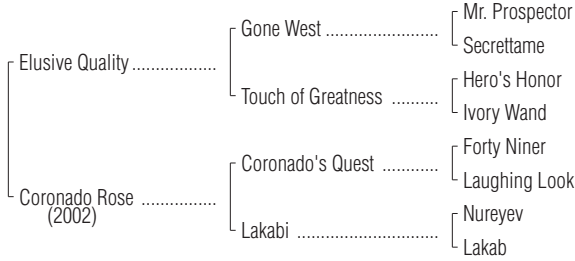 Mr. Prospector
Gone West ........................
Secrettame
Elusive Quality ..................
Hero's Honor
Touch of Greatness ..........
Ivory Wand
Forty Niner
Coronado's Quest ............
Laughing Look
Coronado Rose ................
(2002)
Nureyev
Lakabi ..............................
Lakab